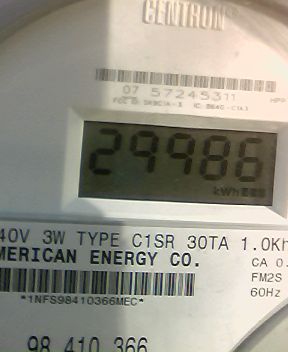 CENTRON
07 57245311
29986
kWh
40V 3W TYPE C1SR 30TA 1.0Kh
MERICAN ENERGY CO.
CA 0.
FM2S
60Hz
*1NFS98410366MEC*
98 410 366